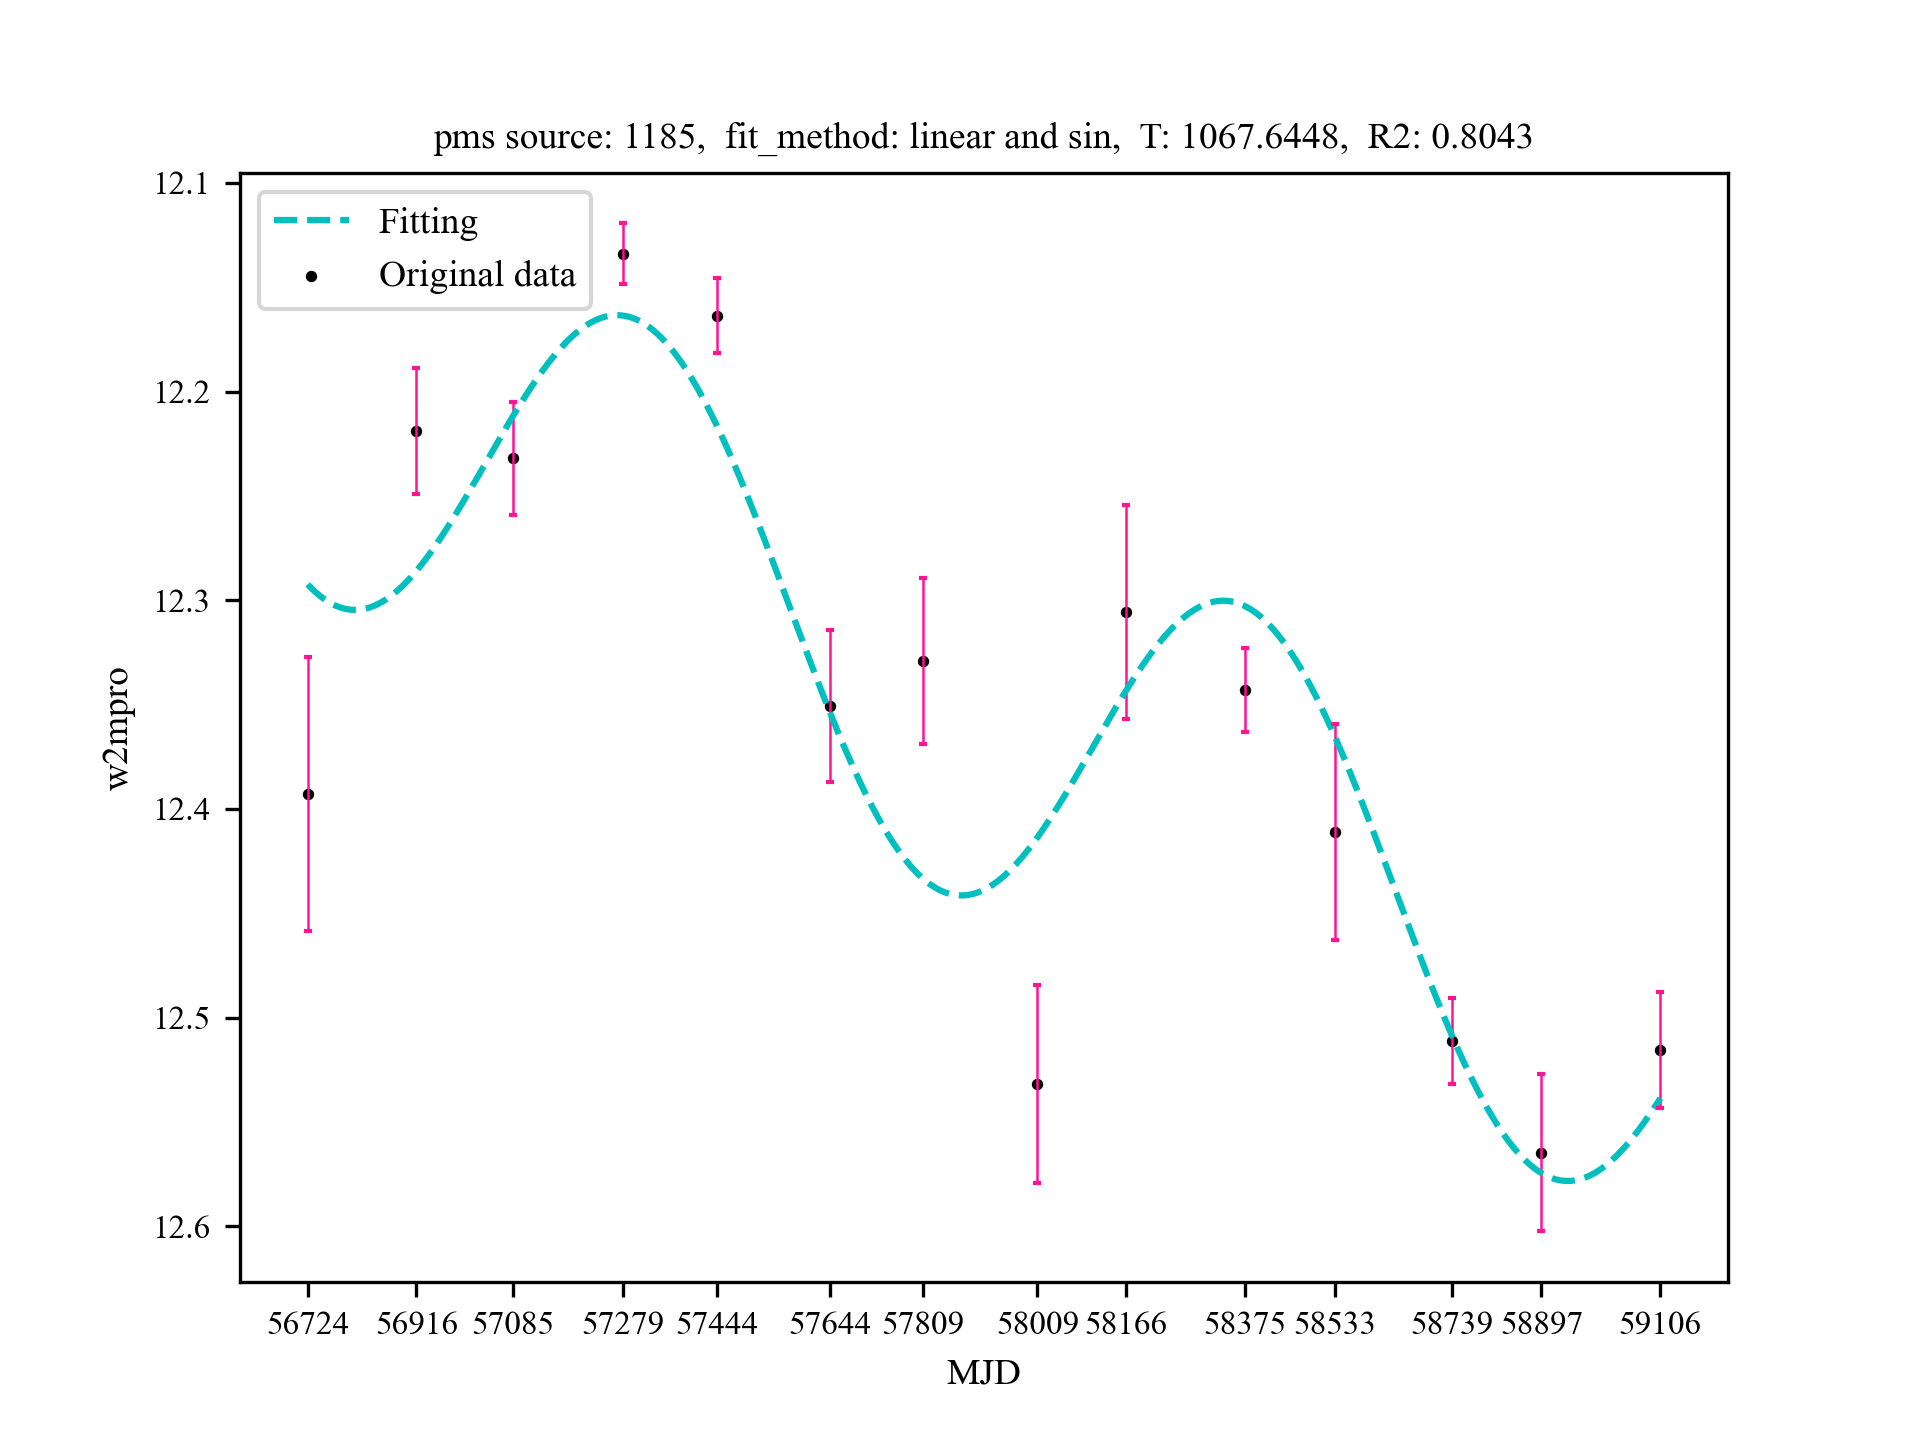 pms source: 1185,  fit_method: linear and sin,  T: 1067.6448,  R2: 0.8043
12.1
Fitting
Original data
12.2
12.3
12.4
12.5
12.6
w2mpro
56724 56916 57085 57279 57444 57644 57809 58009 58166 58375 58533 58739 58897 59106
MJD